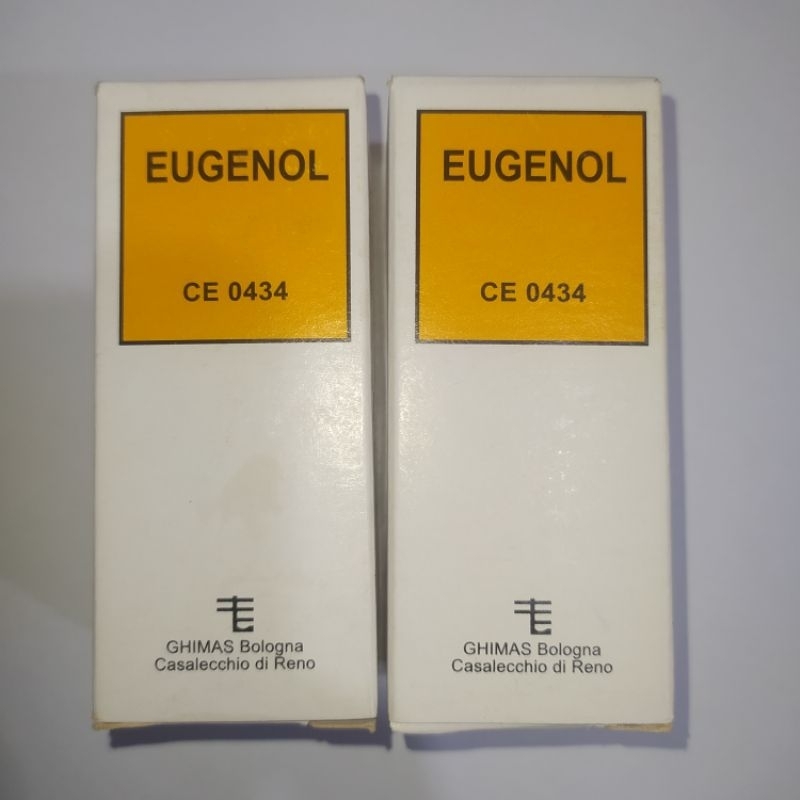 EUGENOL
CE 0434
GHIMAS Bologna
Casalecchio di Reno
EUGENOL
CE 0434
GHIMAS Bologna
Casalecchio di Reno